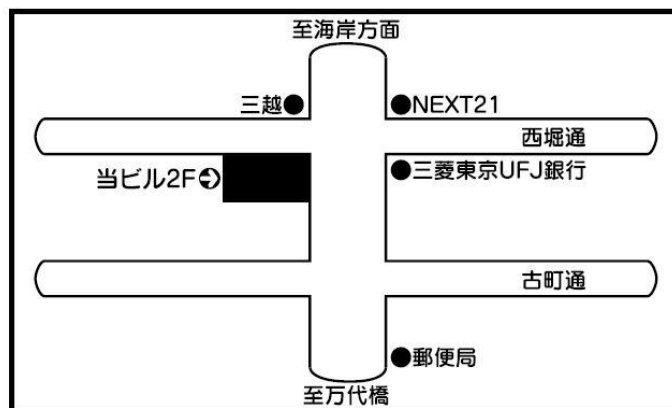 至海岸方面
三越●
●NEXT21
西堀通
当ビル2F
●三菱東京UFJ銀行
古町通
●郵便局
至万代橋